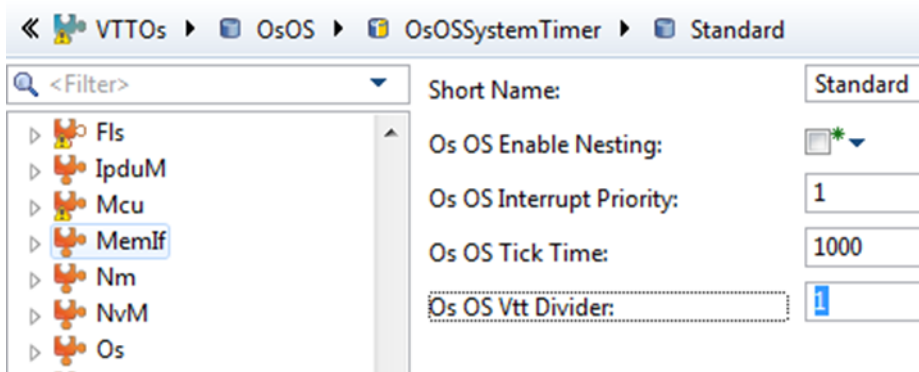 « VTTOs ▸ OsOS ▸ OsOSSystemTimer ▸ Standard
<Filter>
Fls
IpduM
Mcu
MemIf
Nm
NvM
Os
Short Name: Standard
Os OS Enable Nesting:
Os OS Interrupt Priority: 1
Os OS Tick Time: 1000
Os OS Vtt Divider: 1